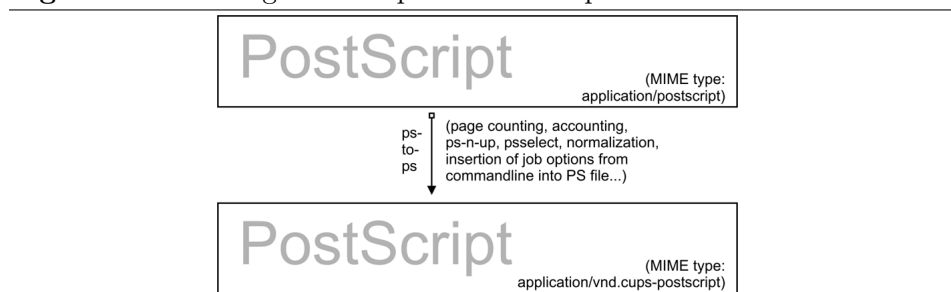 PostScript
(MIME type:
application/postscript)
ps-
to-
ps
(page counting, accounting,
ps-n-up, psselect, normalization,
insertion of job options from
commandline into PS file...)
PostScript
(MIME type:
application/vnd.cups-postscript)